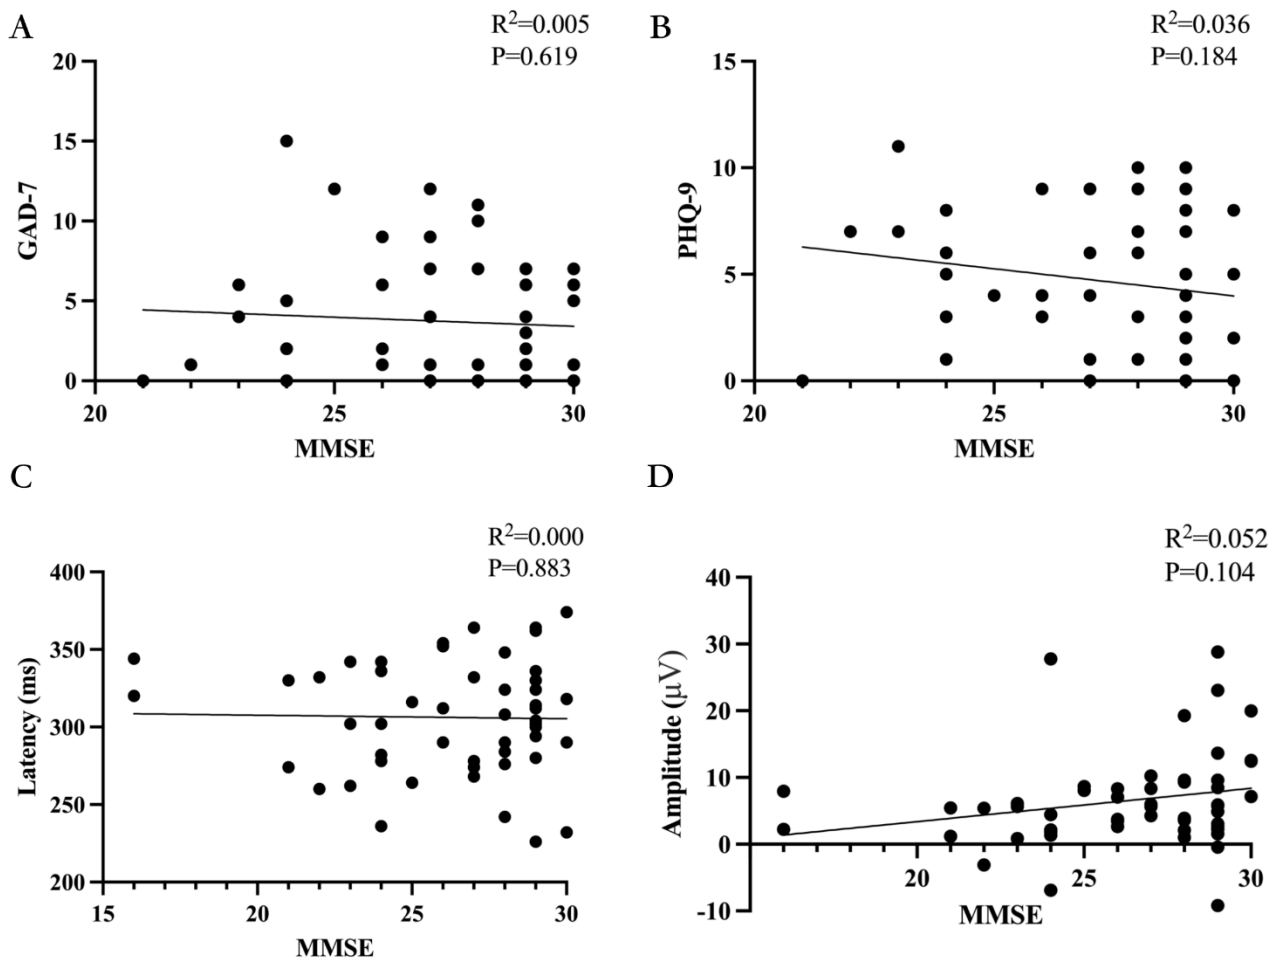 A
R²=0.005
P=0.619
20
15
10
5
0
GAD-7
20
25
30
MMSE
B
R²=0.036
P=0.184
15
10
5
0
PHQ-9
20
25
30
MMSE
C
R²=0.000
P=0.883
400
350
300
250
200
Latency (ms)
15
20
25
30
MMSE
D
R²=0.052
P=0.104
40
30
20
10
0
-10
Amplitude (μV)
20
25
30
MMSE